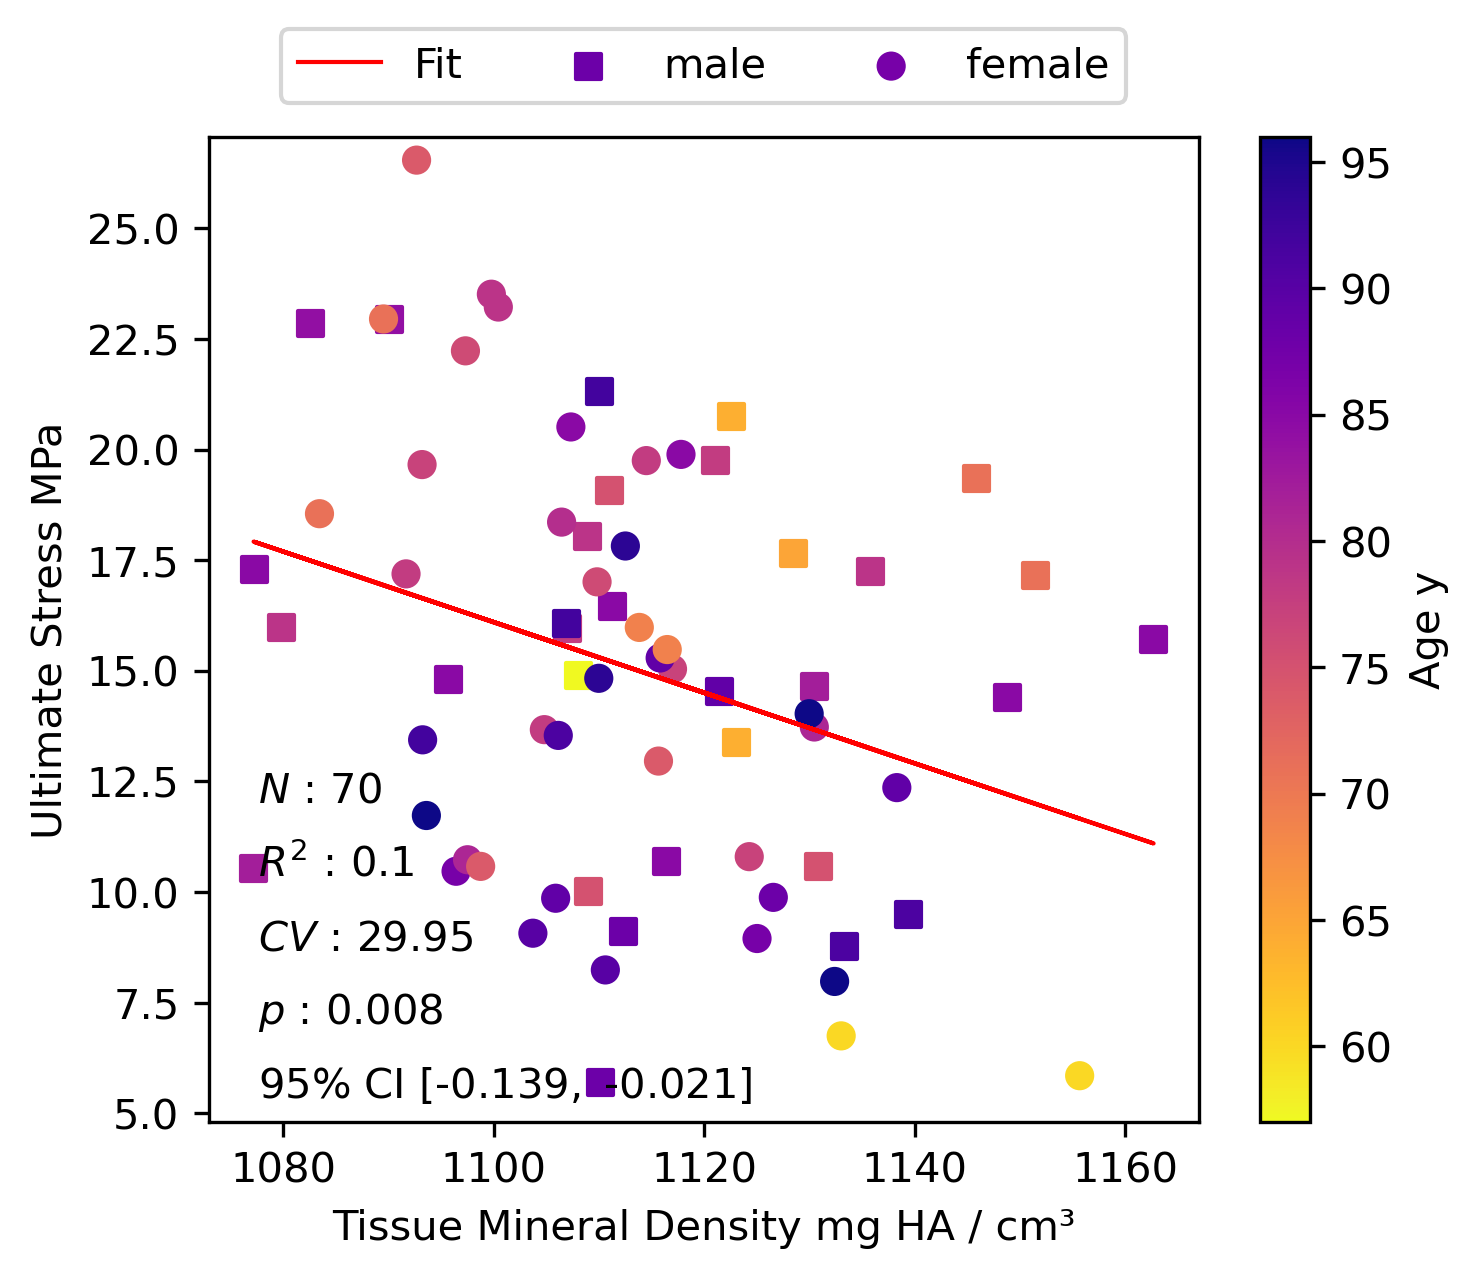 Fit male female
25.0
22.5
20.0
17.5
15.0
12.5
10.0
7.5
5.0
Ultimate Stress MPa
N : 70
R² : 0.1
CV : 29.95
p : 0.008
95% CI [-0.139, -0.021]
1080 1100 1120 1140 1160
Tissue Mineral Density mg HA / cm³
95
90
85
80
75
70
65
60
Age y